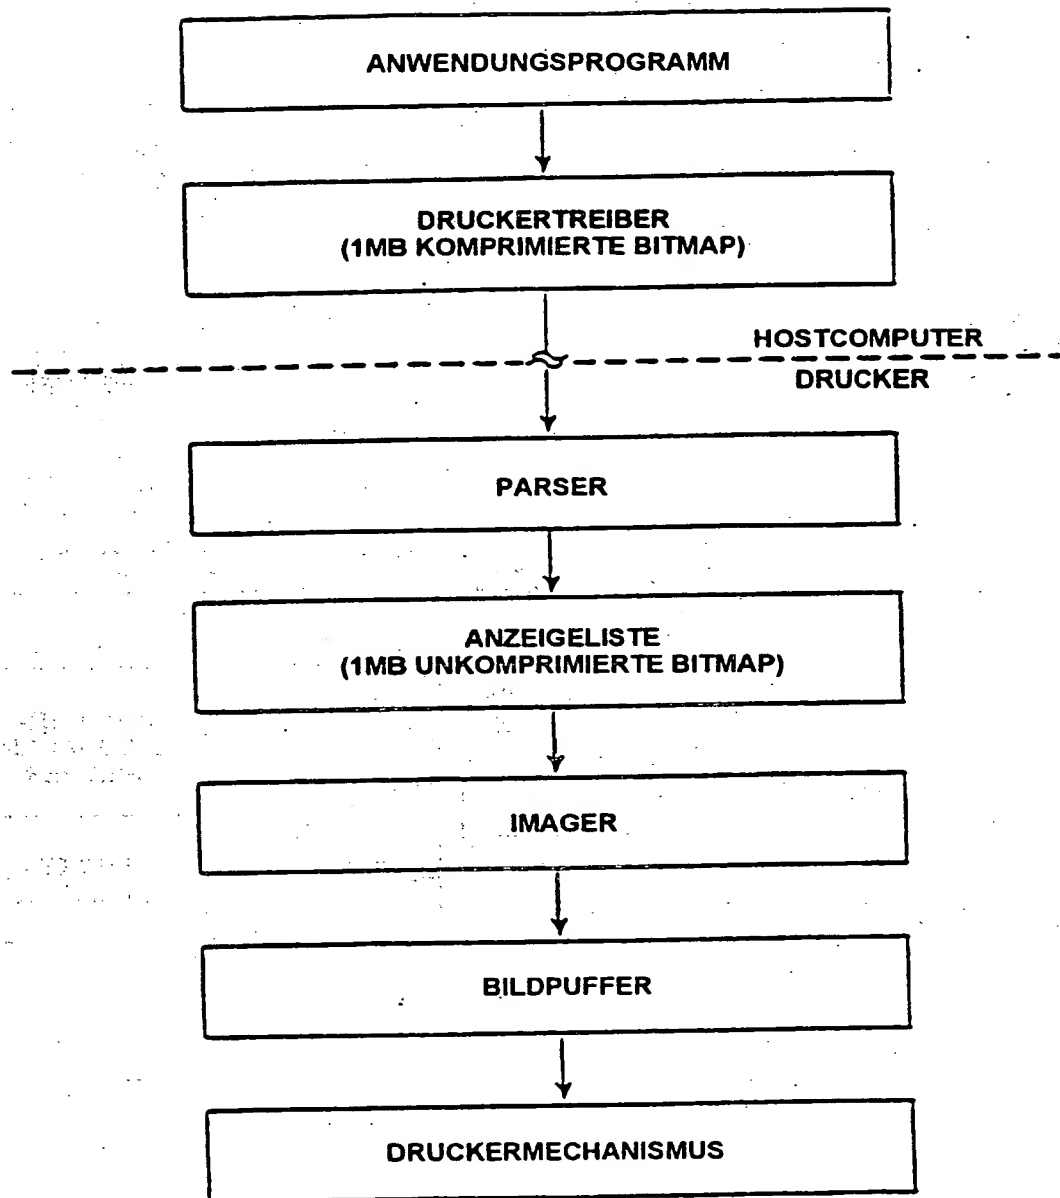 ANWENDUNGSPROGRAMM
DRUCKERTREIBER
(1MB KOMPRIMIERTE BITMAP)
HOSTCOMPUTER
DRUCKER
PARSER
ANZEIGELISTE
(1MB UNKOMPRIMIERTE BITMAP)
IMAGER
BILDPUFFER
DRUCKERMECHANISMUS